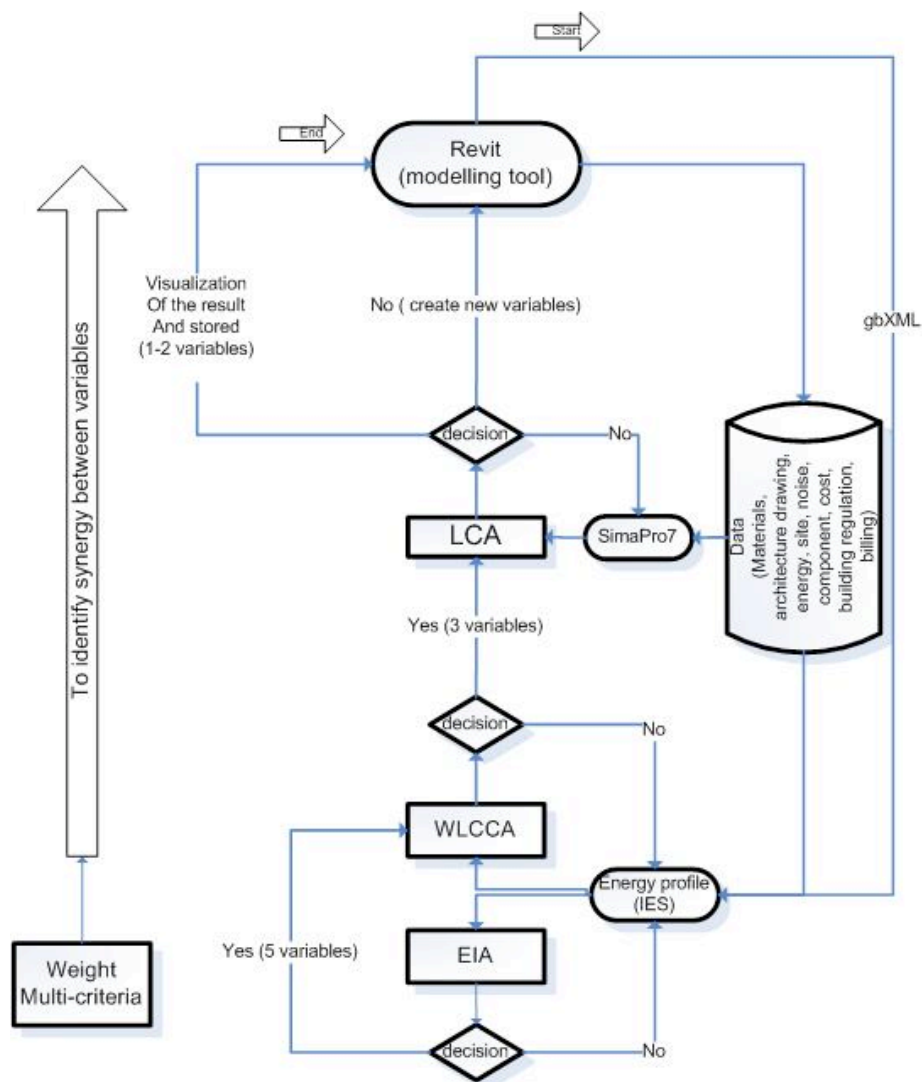 Start
End
Revit
(modelling tool)
Visualization
Of the result
And stored
(1-2 variables)
No ( create new variables)
gbXML
To identify synergy between variables
decision
No
Data
(Materials,
architecture drawing,
energy, site, noise,
component, cost,
building regulation,
billing)
LCA
SimaPro7
Yes (3 variables)
decision
No
WLCCA
Energy profile
(IES)
Yes (5 variables)
EIA
Weight
Multi-criteria
decision
No